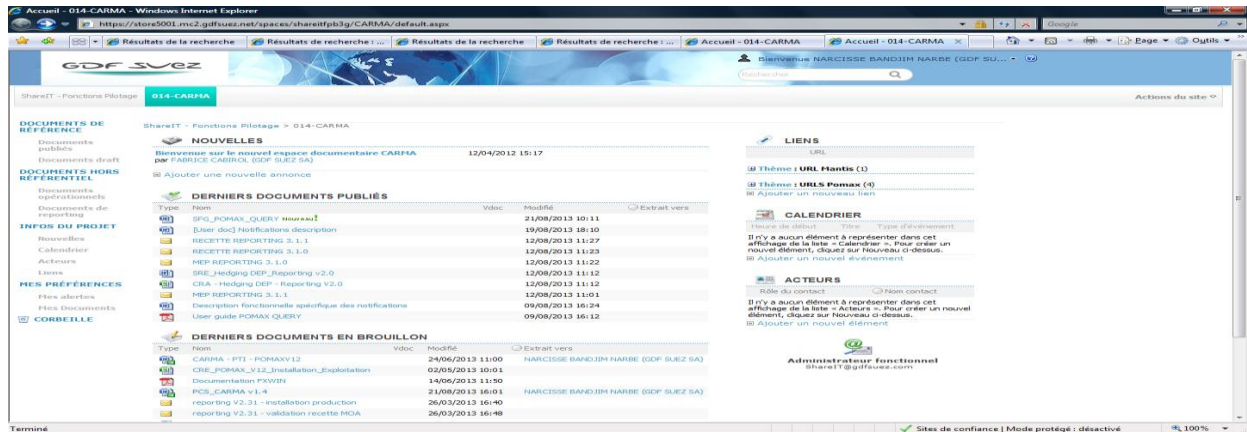 Accueil - 014-CARMA - Windows Internet Explorer
https://store5001.mc2.gdfsuez.net/spaces/shareitfpb3g/CARMA/default.aspx
Google
Résultats de la recherche
Résultats de recherche : ...
Résultats de la recherche
Résultats de recherche : ...
Accueil - 014-CARMA
Accueil - 014-CARMA
Page
Outils
GDF SUEZ
Bienvenue NARCISSE BANDJIM NARBE (GDF SU...
Rechercher
ShareIT - Fonctions Pilotage
014-CARMA
Actions du site
DOCUMENTS DE RÉFÉRENCE
Documents publiés
Documents draft
DOCUMENTS HORS RÉFÉRENTIEL
Documents opérationnels
Documents de reporting
INFOS DU PROJET
Nouvelles
Calendrier
Acteurs
Liens
MES PRÉFÉRENCES
Mes alertes
Mes Documents
CORBEILLE
ShareIT - Fonctions Pilotage > 014-CARMA
NOUVELLES
Bienvenue sur le nouvel espace documentaire CARMA 12/04/2012 15:17
par FABRICE CABIROL (GDF SUEZ SA)
Ajouter une nouvelle annonce
DERNIERS DOCUMENTS PUBLIÉS
Type Nom Vdoc Modifié Extrait vers
SFG_POMAX_QUERY NOUVEAU! 21/08/2013 10:11
[User doc] Notifications description 19/08/2013 18:10
RECETTE REPORTING 3.1.1 12/08/2013 11:27
RECETTE REPORTING 3.1.0 12/08/2013 11:23
MEP REPORTING 3.1.0 12/08/2013 11:22
SRE_Hedging DEP_Reporting v2.0 12/08/2013 11:12
CRA - Hedging DEP - Reporting V2.0 12/08/2013 11:12
MEP REPORTING 3.1.1 12/08/2013 11:01
Description fonctionnelle spécifique des notifications 09/08/2013 16:24
User guide POMAX QUERY 09/08/2013 16:12
DERNIERS DOCUMENTS EN BROUILLON
Type Nom Vdoc Modifié Extrait vers
CARMA - PTI - POMAXV12 24/06/2013 11:00 NARCISSE BANDJIM NARBE (GDF SUEZ SA)
CRE_POMAX_V12_Installation_Exploitation 02/05/2013 10:01
Documentation FXWIN 14/06/2013 11:50
PCS_CARMA v1.4 21/08/2013 16:01 NARCISSE BANDJIM NARBE (GDF SUEZ SA)
reporting V2.31 - installation production 26/03/2013 16:40
reporting V2.31 - validation recette MOA 26/03/2013 16:48
LIENS
URL
Thème : URL Mantis (1)
Thème : URLS Pomax (4)
Ajouter un nouveau lien
CALENDRIER
Heure de début Titre Type d'événement
Il n'y a aucun élément à représenter dans cet
affichage de la liste « Calendrier ». Pour créer un
nouvel élément, cliquez sur Nouveau ci-dessus.
Ajouter un nouvel événement
ACTEURS
Rôle du contact Nom contact
Il n'y a aucun élément à représenter dans cet
affichage de la liste « Acteurs ». Pour créer un nouvel
élément, cliquez sur Nouveau ci-dessus.
Ajouter un nouvel élément
Administrateur fonctionnel
ShareIT@gdfsuez.com
Terminé
Sites de confiance | Mode protégé : désactivé
100%